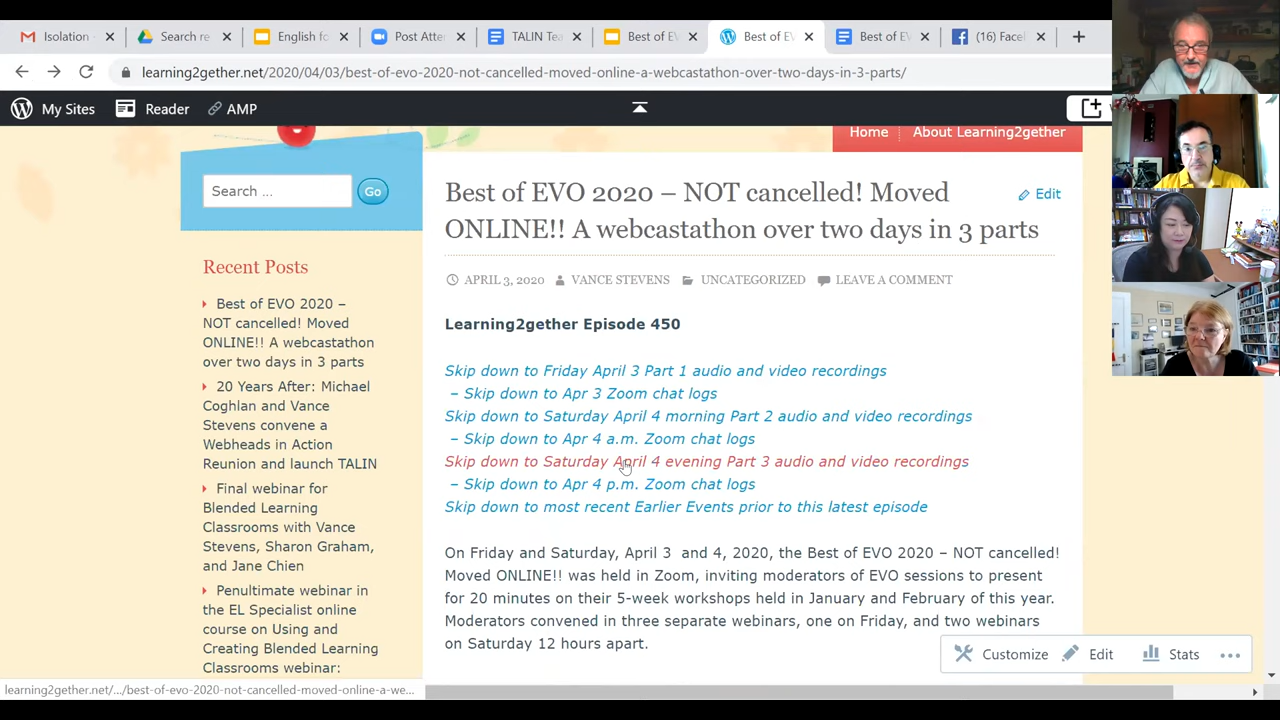 Isolation
Search re
English fo
Post Atter
TALIN Tea
Best of EV
Best of EV
Best of EV
(16) Face
learning2gether.net/2020/04/03/best-of-evo-2020-not-cancelled-moved-online-a-webcastathon-over-two-days-in-3-parts/
My Sites
Reader
AMP
Home
About Learning2gether
Search ...
Go
Recent Posts
Best of EVO 2020 –
NOT cancelled! Moved
ONLINE!! A webcastathon
over two days in 3 parts
20 Years After: Michael
Coghlan and Vance
Stevens convene a
Webheads in Action
Reunion and launch TALIN
Final webinar for
Blended Learning
Classrooms with Vance
Stevens, Sharon Graham,
and Jane Chien
Penultimate webinar in
the EL Specialist online
course on Using and
Creating Blended Learning
Classrooms webinar:
Best of EVO 2020 – NOT cancelled! Moved
ONLINE!! A webcastathon over two days in 3 parts
Edit
APRIL 3, 2020
VANCE STEVENS
UNCATEGORIZED
LEAVE A COMMENT
Learning2gether Episode 450
Skip down to Friday April 3 Part 1 audio and video recordings
– Skip down to Apr 3 Zoom chat logs
Skip down to Saturday April 4 morning Part 2 audio and video recordings
– Skip down to Apr 4 a.m. Zoom chat logs
Skip down to Saturday April 4 evening Part 3 audio and video recordings
– Skip down to Apr 4 p.m. Zoom chat logs
Skip down to most recent Earlier Events prior to this latest episode
On Friday and Saturday, April 3 and 4, 2020, the Best of EVO 2020 – NOT cancelled!
Moved ONLINE!! was held in Zoom, inviting moderators of EVO sessions to present
for 20 minutes on their 5-week workshops held in January and February of this year.
Moderators convened in three separate webinars, one on Friday, and two webinars
on Saturday 12 hours apart.
Customize
Edit
Stats
learning2gether.net/.../best-of-evo-2020-not-cancelled-moved-online-a-we...